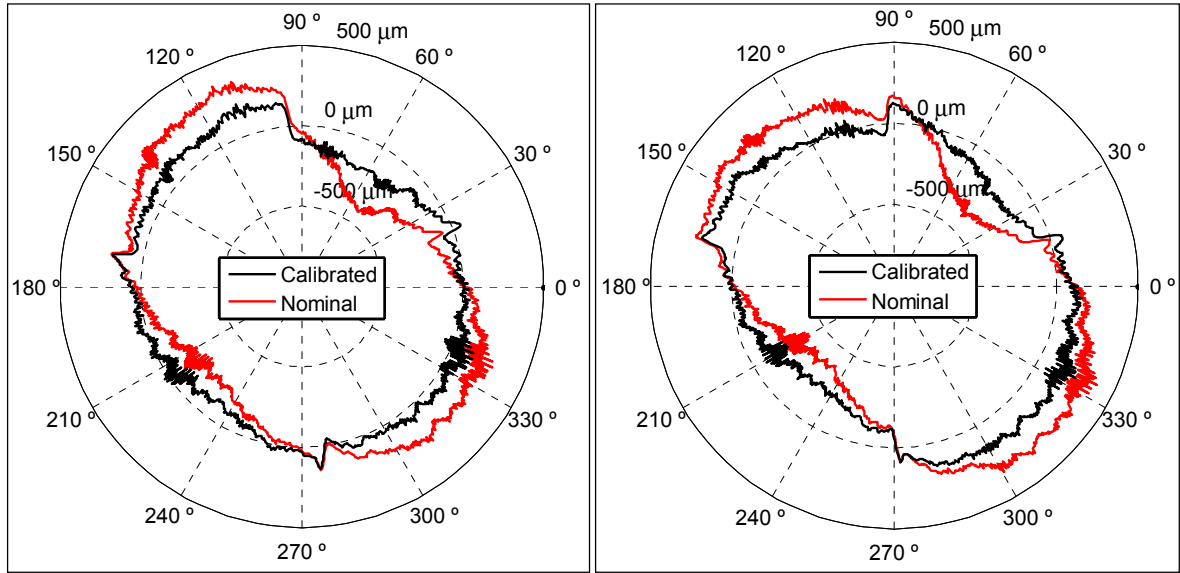 90 º
500 µm
120 º
60 º
0 µm
150 º
30 º
-500 µm
Calibrated
180 º
0 º
Nominal
210 º
330 º
240 º
300 º
270 º
90 º
500 µm
120 º
60 º
0 µm
150 º
30 º
-500 µm
Calibrated
180 º
0 º
Nominal
210 º
330 º
240 º
300 º
270 º